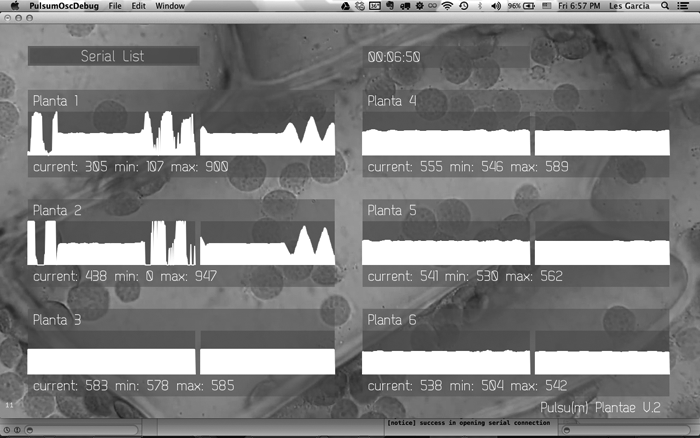 PulsumOscDebug File Edit Window 96% Fri 6:57 PM Les García
Serial List
00:06:50
Planta 1
current: 305 min: 107 max: 900
Planta 2
current: 438 min: 0 max: 947
Planta 3
current: 583 min: 578 max: 585
Planta 4
current: 555 min: 546 max: 589
Planta 5
current: 541 min: 530 max: 562
Planta 6
current: 538 min: 504 max: 542
11
Pulsu(m) Plantae V.2
[notice] success in opening serial connection